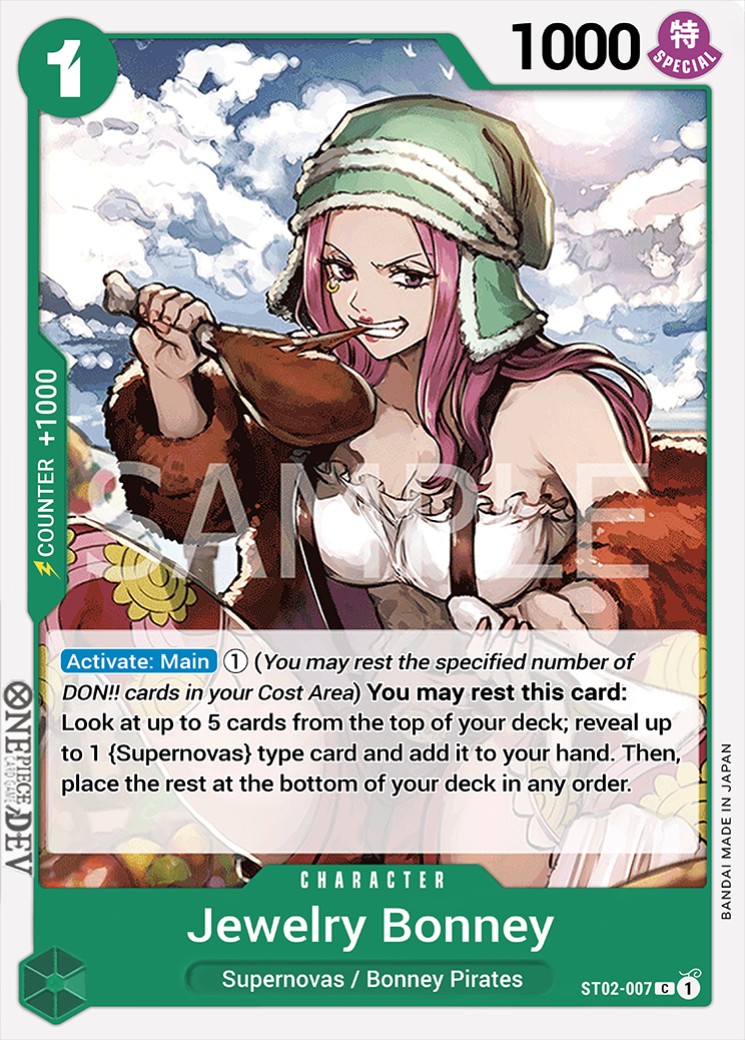 1
1000
特
SPECIAL
COUNTER +1000
SAMPLE
Activate: Main ① (You may rest the specified number of
DON!! cards in your Cost Area) You may rest this card:
Look at up to 5 cards from the top of your deck; reveal up
to 1 {Supernovas} type card and add it to your hand. Then,
place the rest at the bottom of your deck in any order.
ONE PIECE
CARD GAME
.DEV
BANDAI MADE IN JAPAN
CHARACTER
Jewelry Bonney
Supernovas / Bonney Pirates
ST02-007 C 1